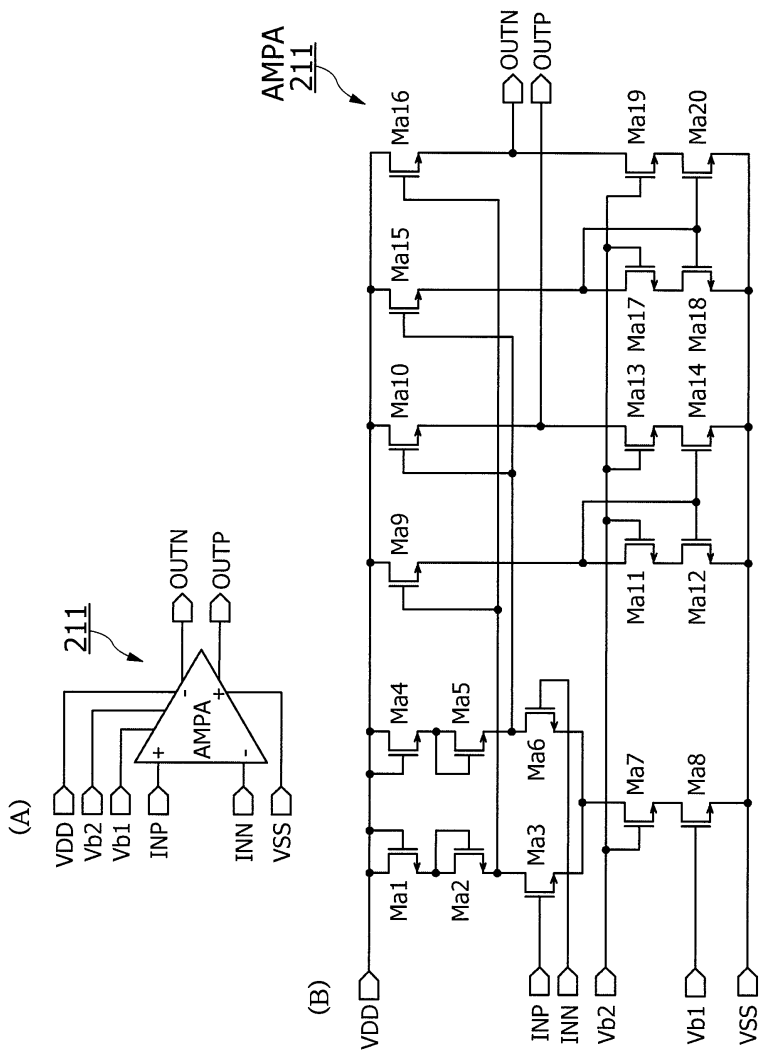 (A)
VDD
Vb2
Vb1
INP
INN
VSS
+
-
AMPA
-
+
OUTN
OUTP
211
(B)
AMPA
211
VDD
INP
INN
Vb2
Vb1
VSS
Ma1
Ma2
Ma3
Ma4
Ma5
Ma6
Ma7
Ma8
Ma9
Ma10
Ma11
Ma12
Ma13
Ma14
Ma15
Ma16
Ma17
Ma18
Ma19
Ma20
OUTN
OUTP